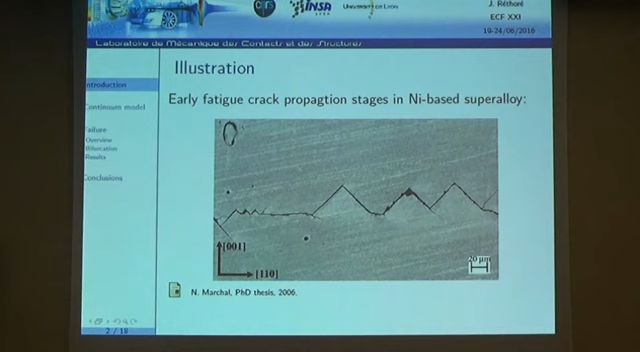 INSA
J. Réthoré
ECF XXI
19-24/06/2016
Laboratoire de Mécanique des Contacts et des Structures
Introduction
Continuum model
Failure
Overview
Bifurcation
Results
Conclusions
2 / 18
Illustration
Early fatigue crack propagtion stages in Ni-based superalloy:
[001]
[110]
20 µm
N. Marchal, PhD thesis, 2006.